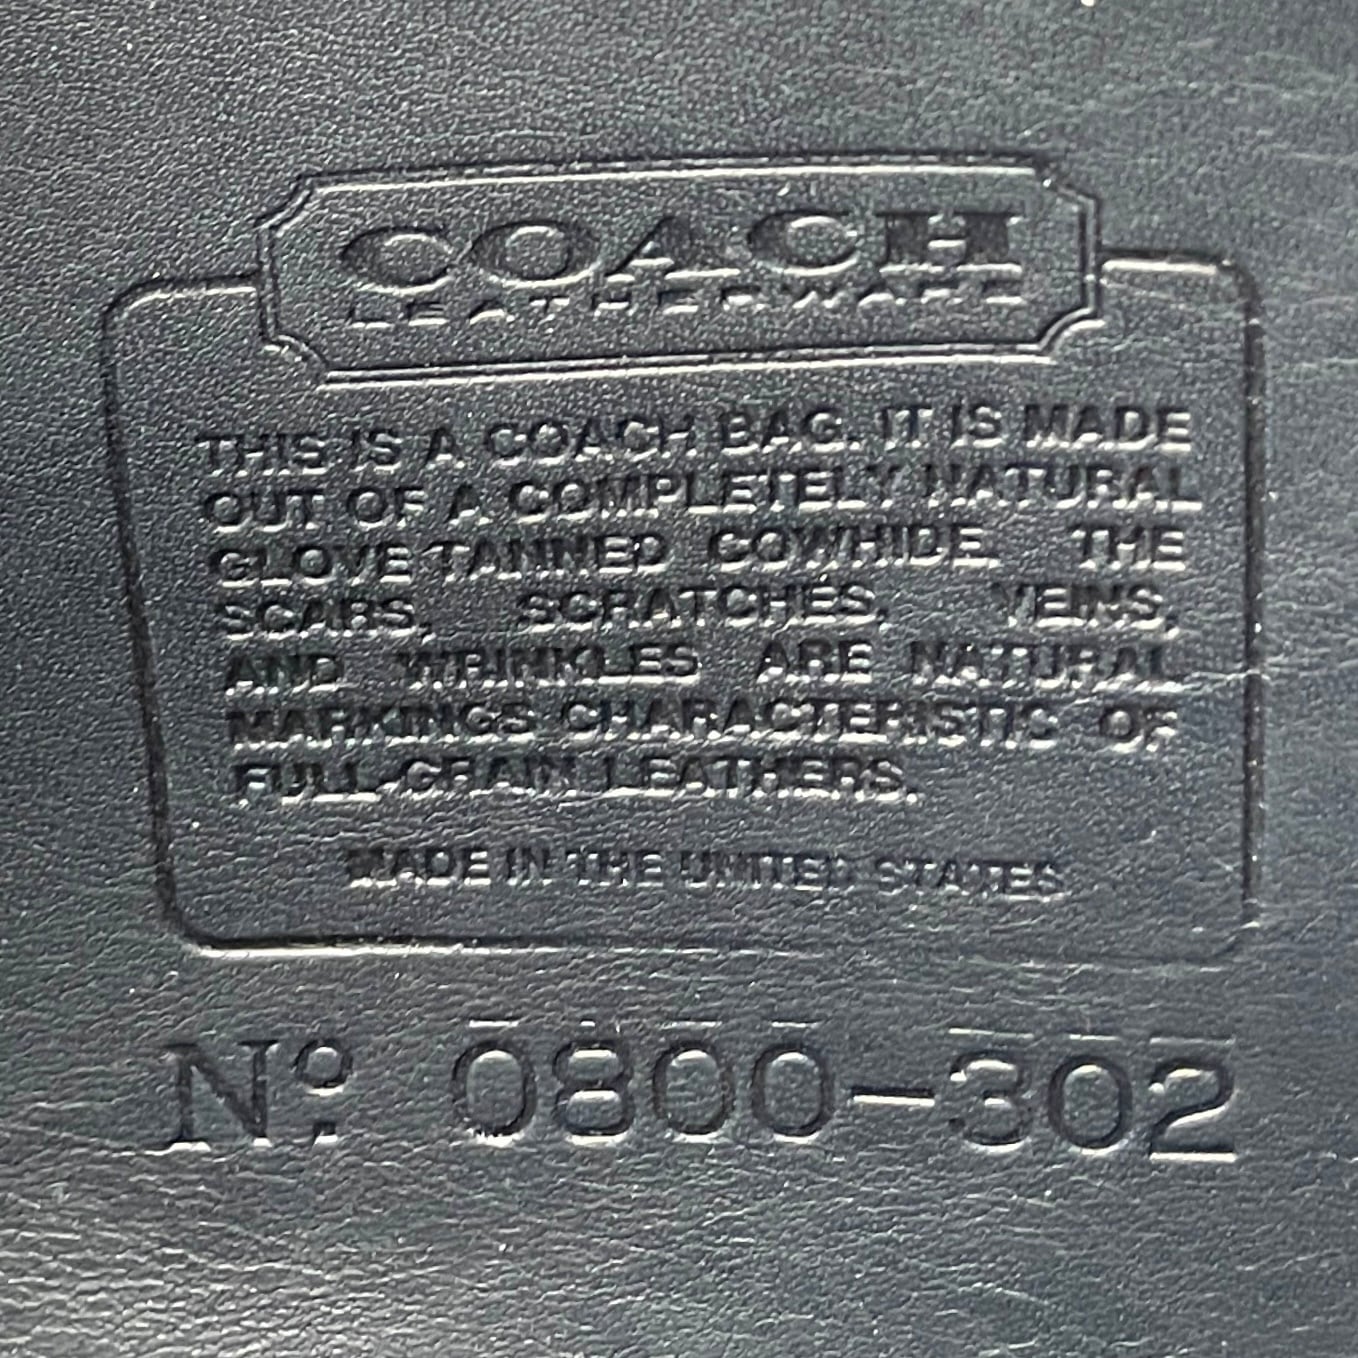 COACH
LEATHERWARE
THIS IS A COACH BAG. IT IS MADE
OUT OF A COMPLETELY NATURAL
GLOVE TANNED COWHIDE. THE
SCARS, SCRATCHES, VEINS,
AND WRINKLES ARE NATURAL
MARKINGS CHARACTERISTIC OF
FULL-GRAIN LEATHERS.
MADE IN THE UNITED STATES
Nº. 0800-302